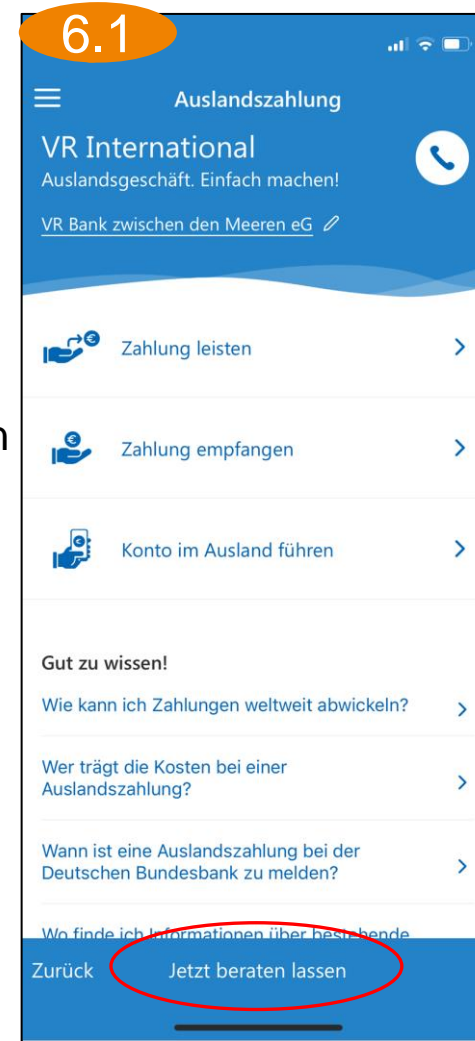 6.1
Auslandszahlung
VR International
Auslandsgeschäft. Einfach machen!
VR Bank zwischen den Meeren eG
Zahlung leisten
n
Zahlung empfangen
Konto im Ausland führen
Gut zu wissen!
Wie kann ich Zahlungen weltweit abwickeln?
Wer trägt die Kosten bei einer
Auslandszahlung?
Wann ist eine Auslandszahlung bei der
Deutschen Bundesbank zu melden?
Wo finde ich Informationen über bestehende
Zurück Jetzt beraten lassen